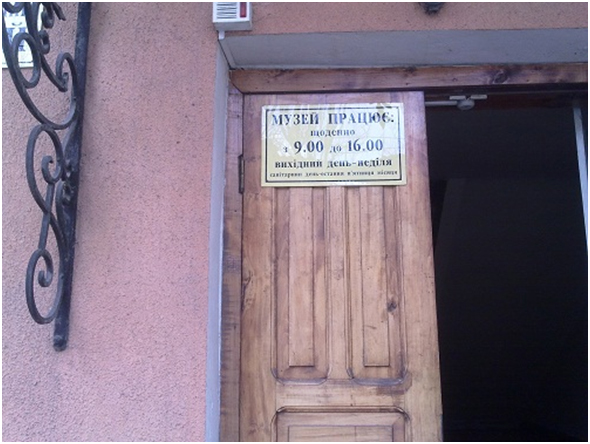 МУЗЕЙ ПРАЦЮЄ:
щоденно
з 9.00 до 16.00
вихідний день-неділя
санітарний день-остання п'ятниця місяця